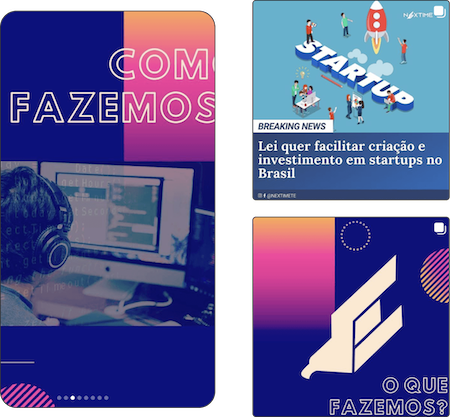 COMO
FAZEMOS
NEXTIME
STARTUP
BREAKING NEWS
Lei quer facilitar criação e
investimento em startups no
Brasil
@NEXTIMETE
O QUE
FAZEMOS?